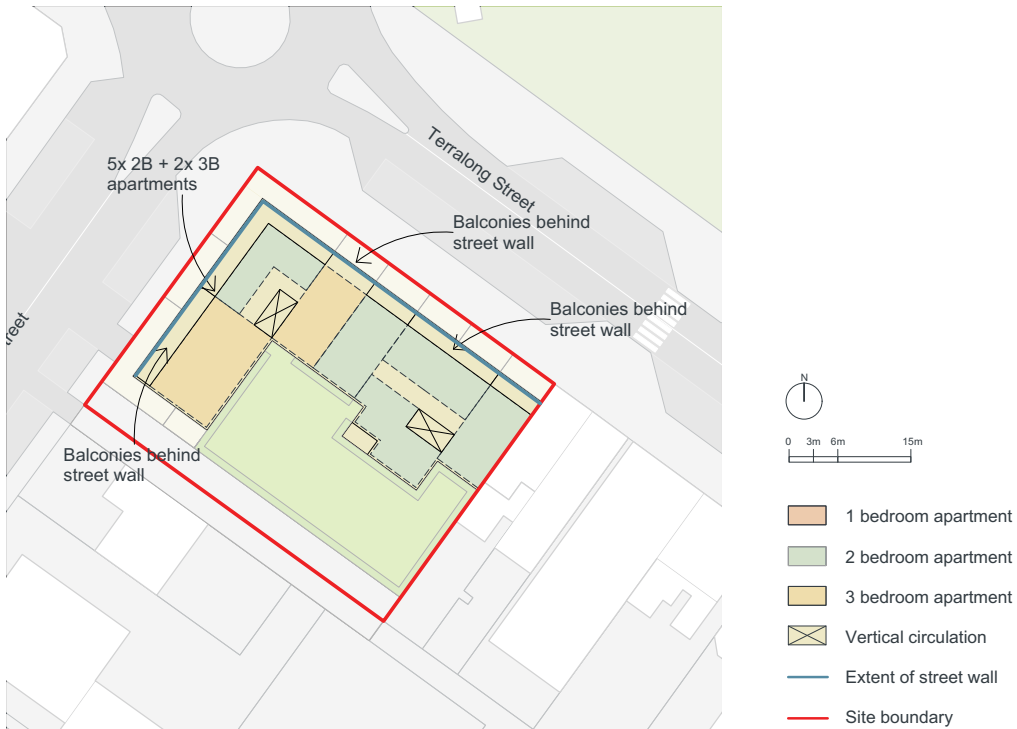 Terralong Street
5x 2B + 2x 3B
apartments
Balconies behind
street wall
Balconies behind
street wall
Balconies behind
street wall
N
0 3m 6m 15m
1 bedroom apartment
2 bedroom apartment
3 bedroom apartment
Vertical circulation
Extent of street wall
Site boundary